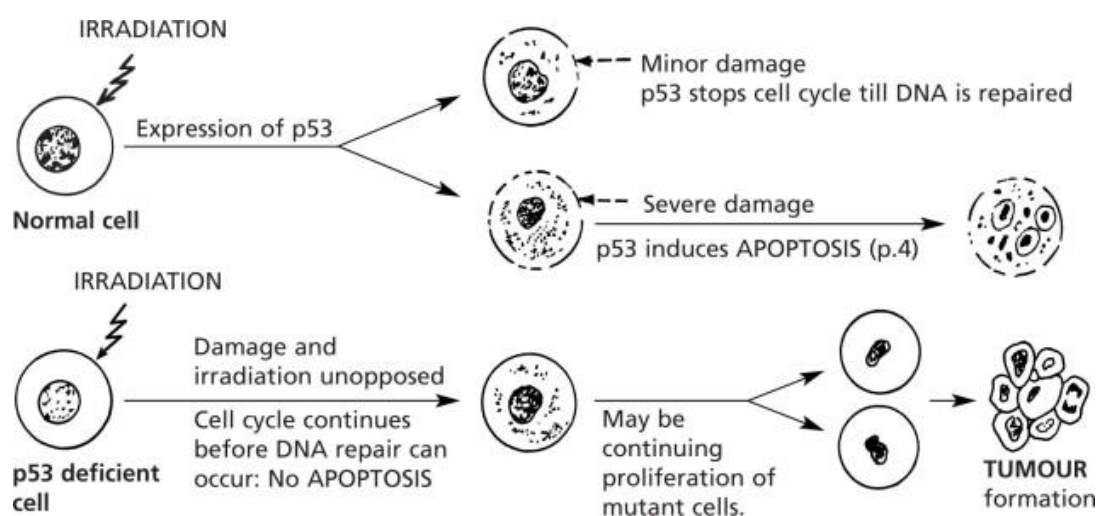 IRRADIATION
Expression of p53
Normal cell
Minor damage
p53 stops cell cycle till DNA is repaired
Severe damage
p53 induces APOPTOSIS (p.4)
IRRADIATION
Damage and
irradiation unopposed
Cell cycle continues
before DNA repair can
occur: No APOPTOSIS
p53 deficient
cell
May be
continuing
proliferation of
mutant cells.
TUMOUR
formation